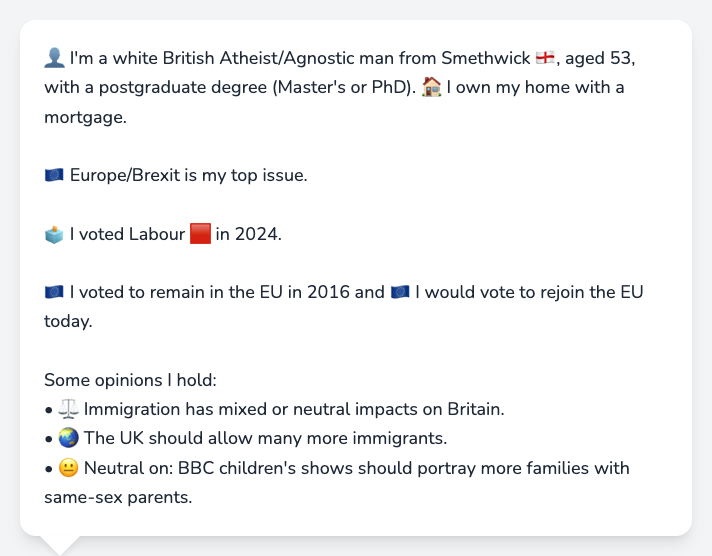 👤 I'm a white British Atheist/Agnostic man from Smethwick 🏴󠁧󠁢󠁥󠁮󠁧󠁿, aged 53,
with a postgraduate degree (Master's or PhD). 🏠 I own my home with a
mortgage.
🇪🇺 Europe/Brexit is my top issue.
🗳️ I voted Labour 🟥 in 2024.
🇪🇺 I voted to remain in the EU in 2016 and 🇪🇺 I would vote to rejoin the EU
today.
Some opinions I hold:
• ⚖️ Immigration has mixed or neutral impacts on Britain.
• 🌏 The UK should allow many more immigrants.
• 😐 Neutral on: BBC children's shows should portray more families with
same-sex parents.